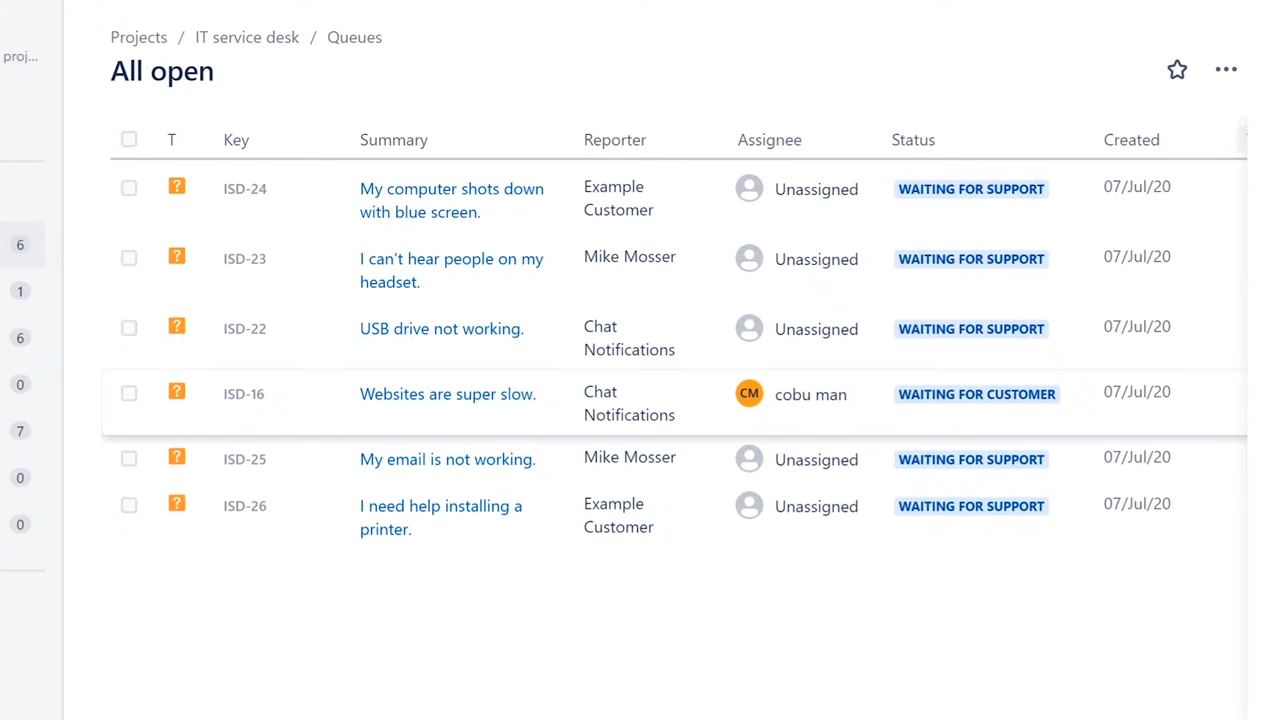 proj...
6
1
6
0
7
0
0
Projects / IT service desk / Queues
All open
T Key Summary Reporter Assignee Status Created
? ISD-24 My computer shots down Example Unassigned WAITING FOR SUPPORT 07/Jul/20
with blue screen. Customer
? ISD-23 I can't hear people on my Mike Mosser Unassigned WAITING FOR SUPPORT 07/Jul/20
headset.
? ISD-22 USB drive not working. Chat Unassigned WAITING FOR SUPPORT 07/Jul/20
Notifications
? ISD-16 Websites are super slow. Chat CM cobu man WAITING FOR CUSTOMER 07/Jul/20
Notifications
? ISD-25 My email is not working. Mike Mosser Unassigned WAITING FOR SUPPORT 07/Jul/20
? ISD-26 I need help installing a Example Unassigned WAITING FOR SUPPORT 07/Jul/20
printer. Customer